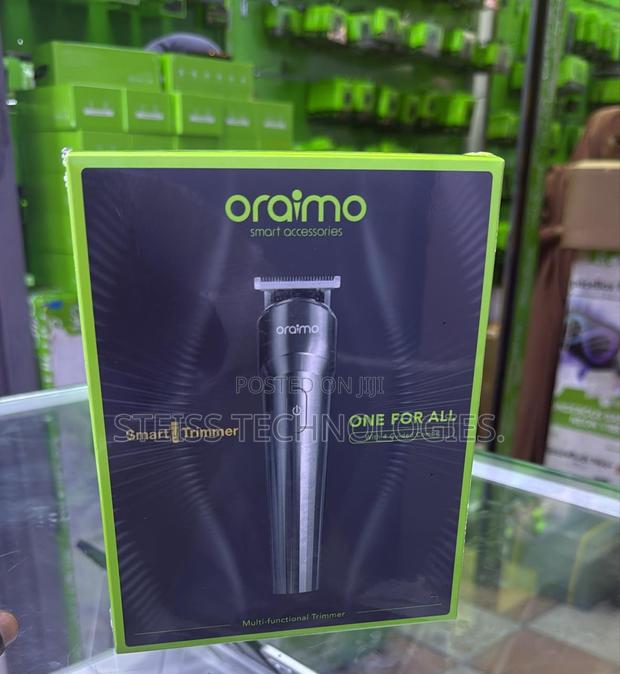 oraimo
smart accessories
oraimo
POSTED ON JIJI
Smart Trimmer
ONE FOR ALL
STEISS TECHNOLOGIES.
Multi-functional Trimmer